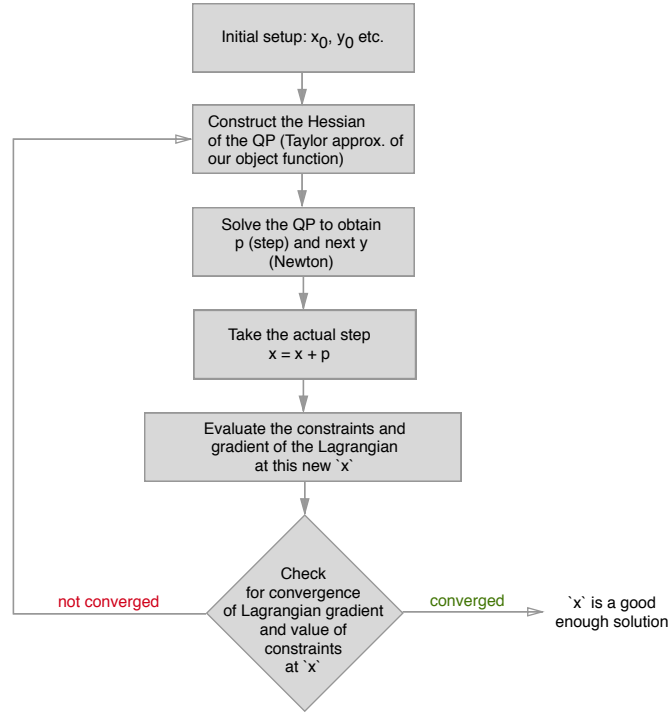 Initial setup: x0, y0 etc.
Construct the Hessian
of the QP (Taylor approx. of
our object function)
Solve the QP to obtain
p (step) and next y
(Newton)
Take the actual step
x = x + p
Evaluate the constraints and
gradient of the Lagrangian
at this new `x`
Check
for convergence
of Lagrangian gradient
and value of
constraints
at `x`
not converged
converged
`x` is a good
enough solution